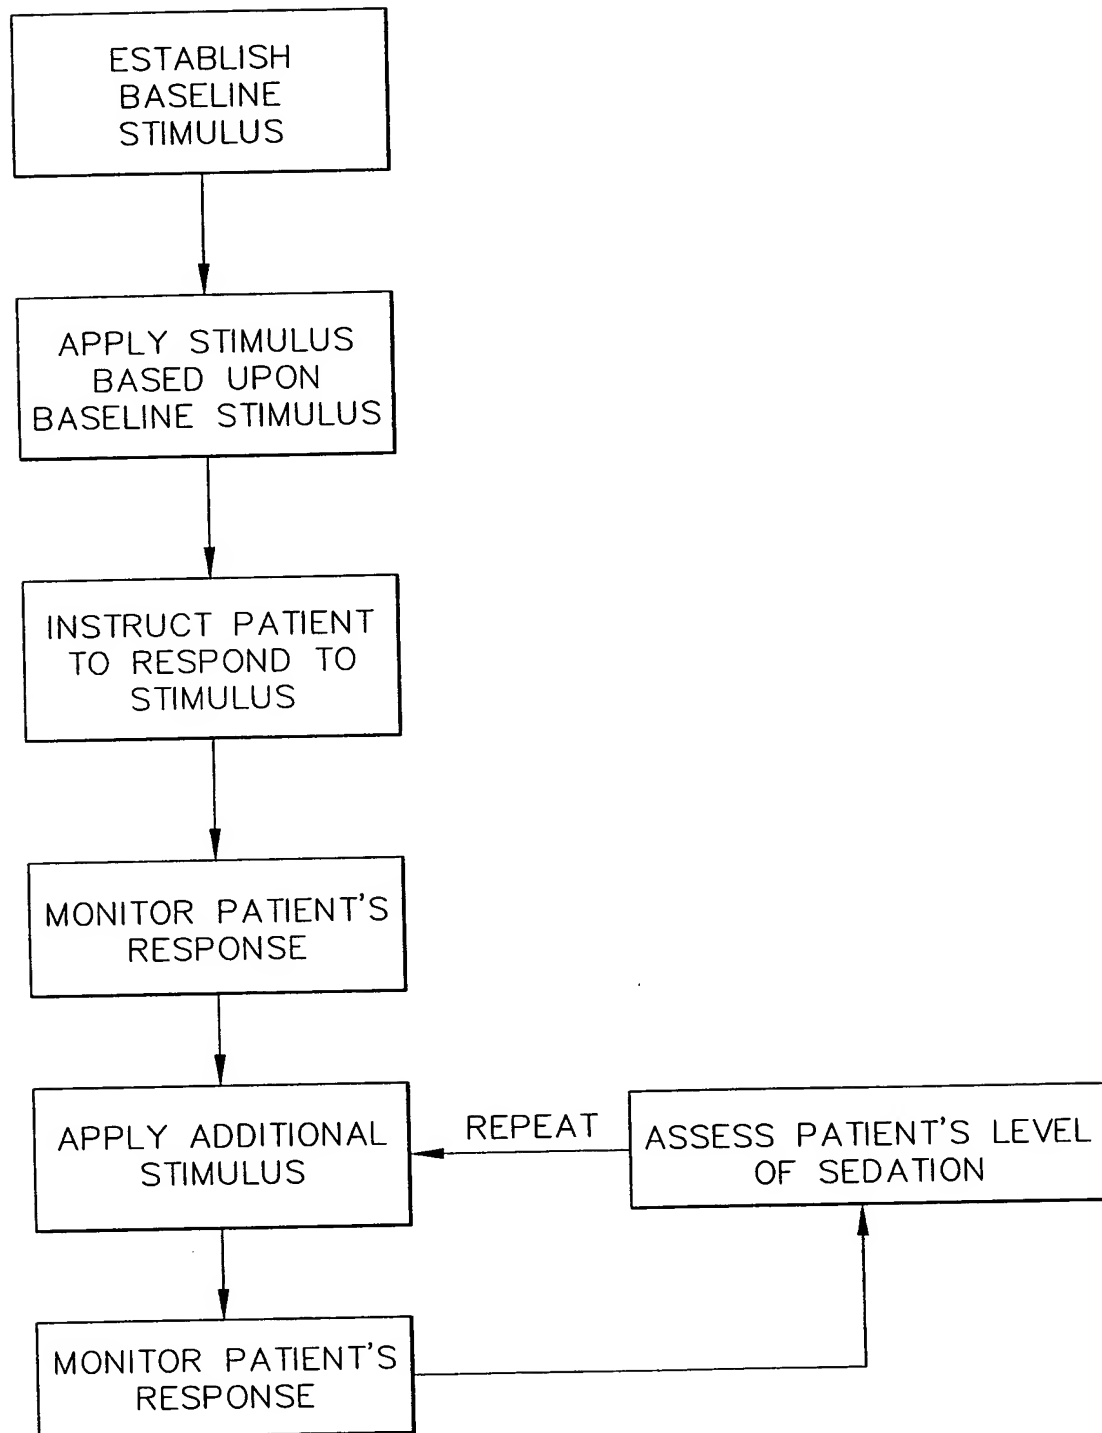 ESTABLISH
BASELINE
STIMULUS
APPLY STIMULUS
BASED UPON
BASELINE STIMULUS
INSTRUCT PATIENT
TO RESPOND TO
STIMULUS
MONITOR PATIENT'S
RESPONSE
APPLY ADDITIONAL
STIMULUS
REPEAT
ASSESS PATIENT'S LEVEL
OF SEDATION
MONITOR PATIENT'S
RESPONSE